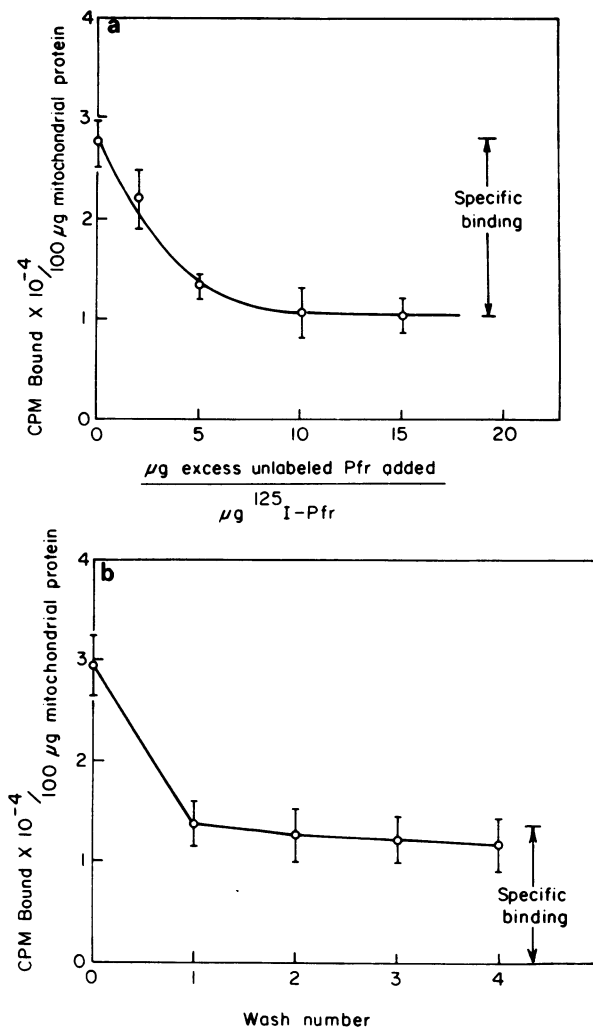 a
4
3
2
1
0
CPM Bound X 10⁻⁴/100 µg mitochondrial protein
Specific
binding
0 5 10 15 20
µg excess unlabeled Pfr added
µg ¹²⁵I-Pfr
b
4
3
2
1
0
CPM Bound X 10⁻⁴/100 µg mitochondrial protein
Specific
binding
0 1 2 3 4
Wash number